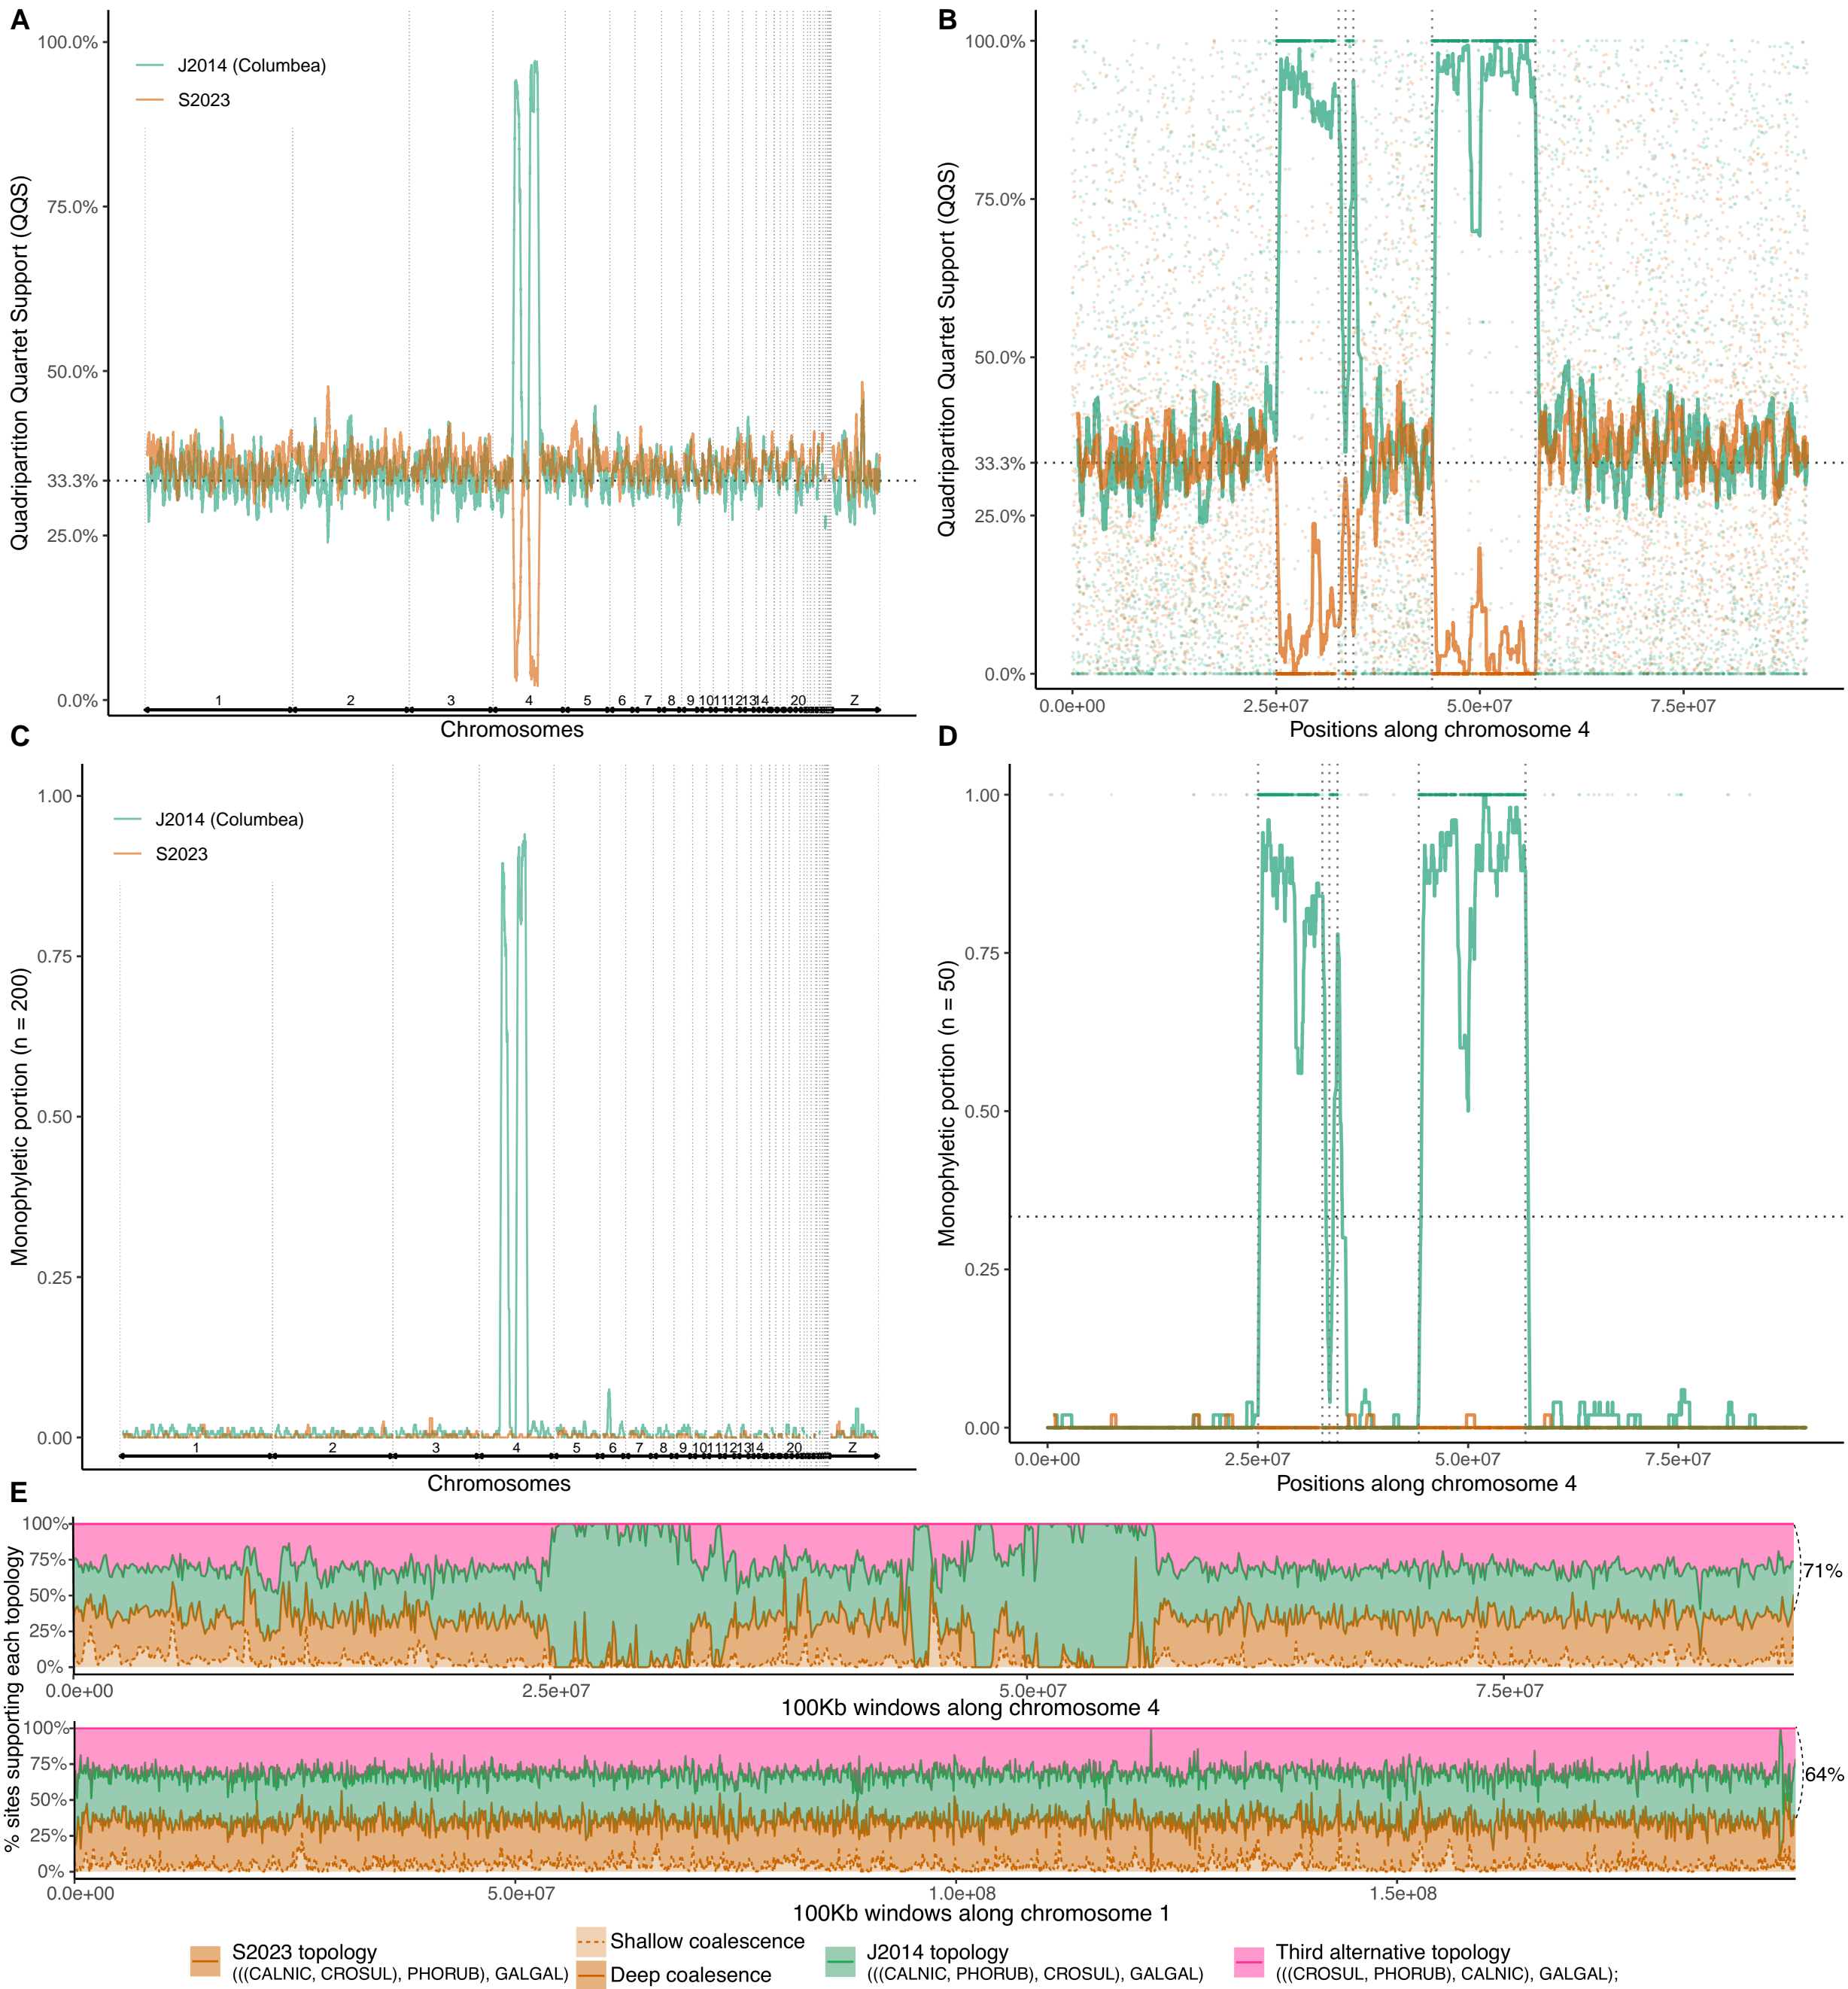 A
Quadripartition Quartet Support (QQS)
100.0%
75.0%
50.0%
33.3%
25.0%
0.0%
J2014 (Columbea)
S2023
1 2 3 4 5 6 7 8 9 10 11 12 13 14 20 Z
Chromosomes
B
Quadripartiton Quartet Support (QQS)
100.0%
75.0%
50.0%
33.3%
25.0%
0.0%
0.0e+00 2.5e+07 5.0e+07 7.5e+07
Positions along chromosome 4
C
Monophyletic portion (n = 200)
1.00
0.75
0.50
0.25
0.00
J2014 (Columbea)
S2023
1 2 3 4 5 6 7 8 9 10 11 12 13 14 20 Z
Chromosomes
D
Monophyletic portion (n = 50)
1.00
0.75
0.50
0.25
0.00
0.0e+00 2.5e+07 5.0e+07 7.5e+07
Positions along chromosome 4
E
% sites supporting each topology
100%
75%
50%
25%
0%
71%
0.0e+00 2.5e+07 5.0e+07 7.5e+07
100Kb windows along chromosome 4
100%
75%
50%
25%
0%
64%
0.0e+00 5.0e+07 1.0e+08 1.5e+08
100Kb windows along chromosome 1
S2023 topology
(((CALNIC, CROSUL), PHORUB), GALGAL)
Shallow coalescence
Deep coalesence
J2014 topology
(((CALNIC, PHORUB), CROSUL), GALGAL)
Third alternative topology
(((CROSUL, PHORUB), CALNIC), GALGAL);